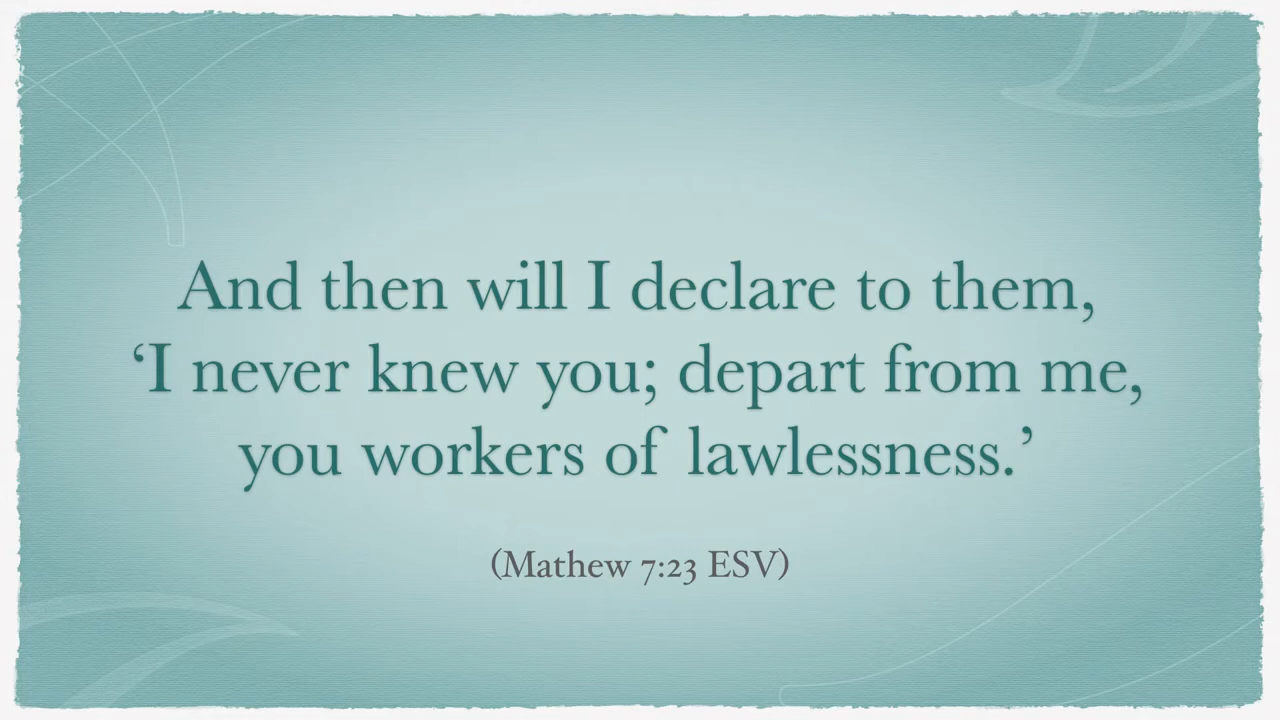 And then will I declare to them,
‘I never knew you; depart from me,
you workers of lawlessness.’
(Mathew 7:23 ESV)